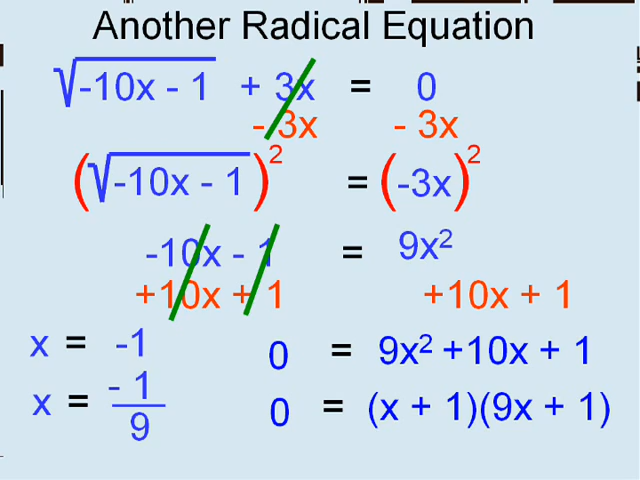 Another Radical Equation
√-10x - 1 + 3x = 0
- 3x - 3x
(√-10x - 1)² = (-3x)²
-10x - 1 = 9x²
+10x + 1 +10x + 1
x = -1 0 = 9x² +10x + 1
x = - 1/9 0 = (x + 1)(9x + 1)